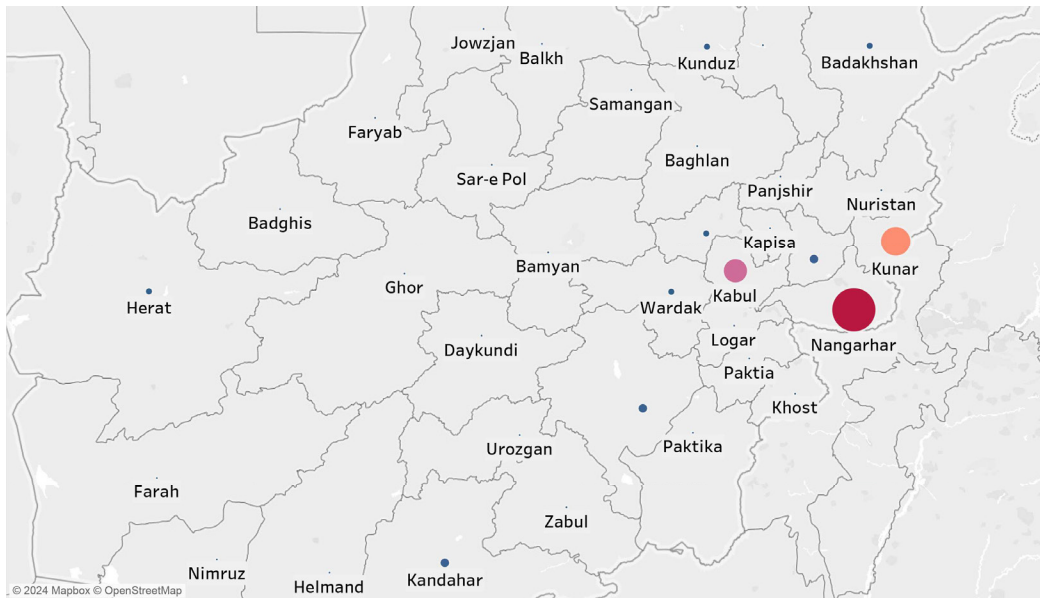 Jowzjan
Balkh
Kunduz
Badakhshan
Samangan
Faryab
Baghlan
Sar-e Pol
Panjshir
Nuristan
Badghis
Kapisa
Bamyan
Kunar
Ghor
Kabul
Herat
Wardak
Logar
Nangarhar
Daykundi
Paktia
Khost
Urozgan
Paktika
Farah
Zabul
Nimruz
Helmand
Kandahar
© 2024 Mapbox © OpenStreetMap